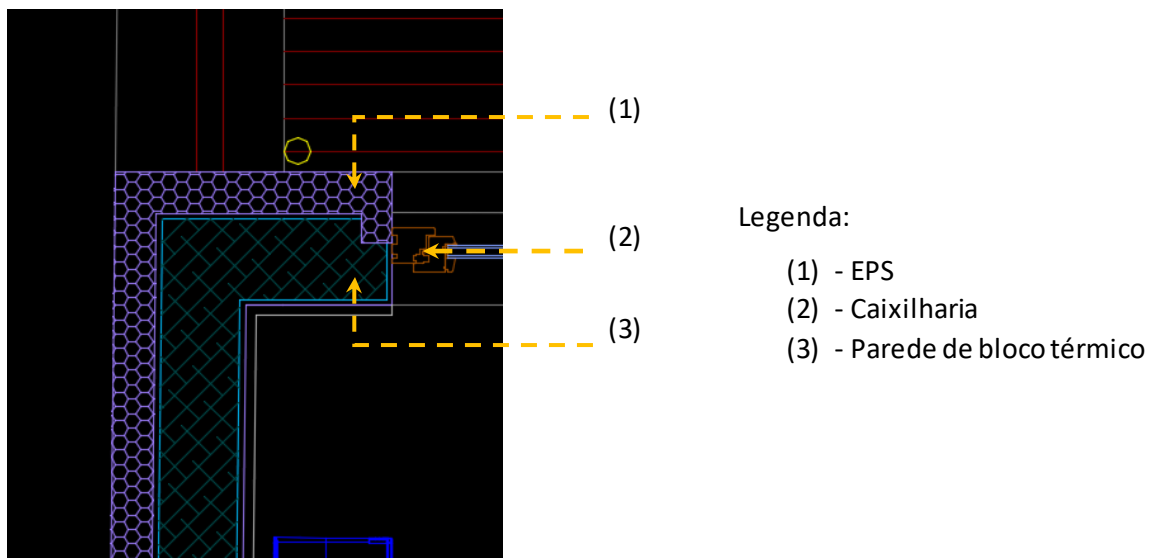 (1)
(2)
(3)
Legenda:
(1) - EPS
(2) - Caixilharia
(3) - Parede de bloco térmico